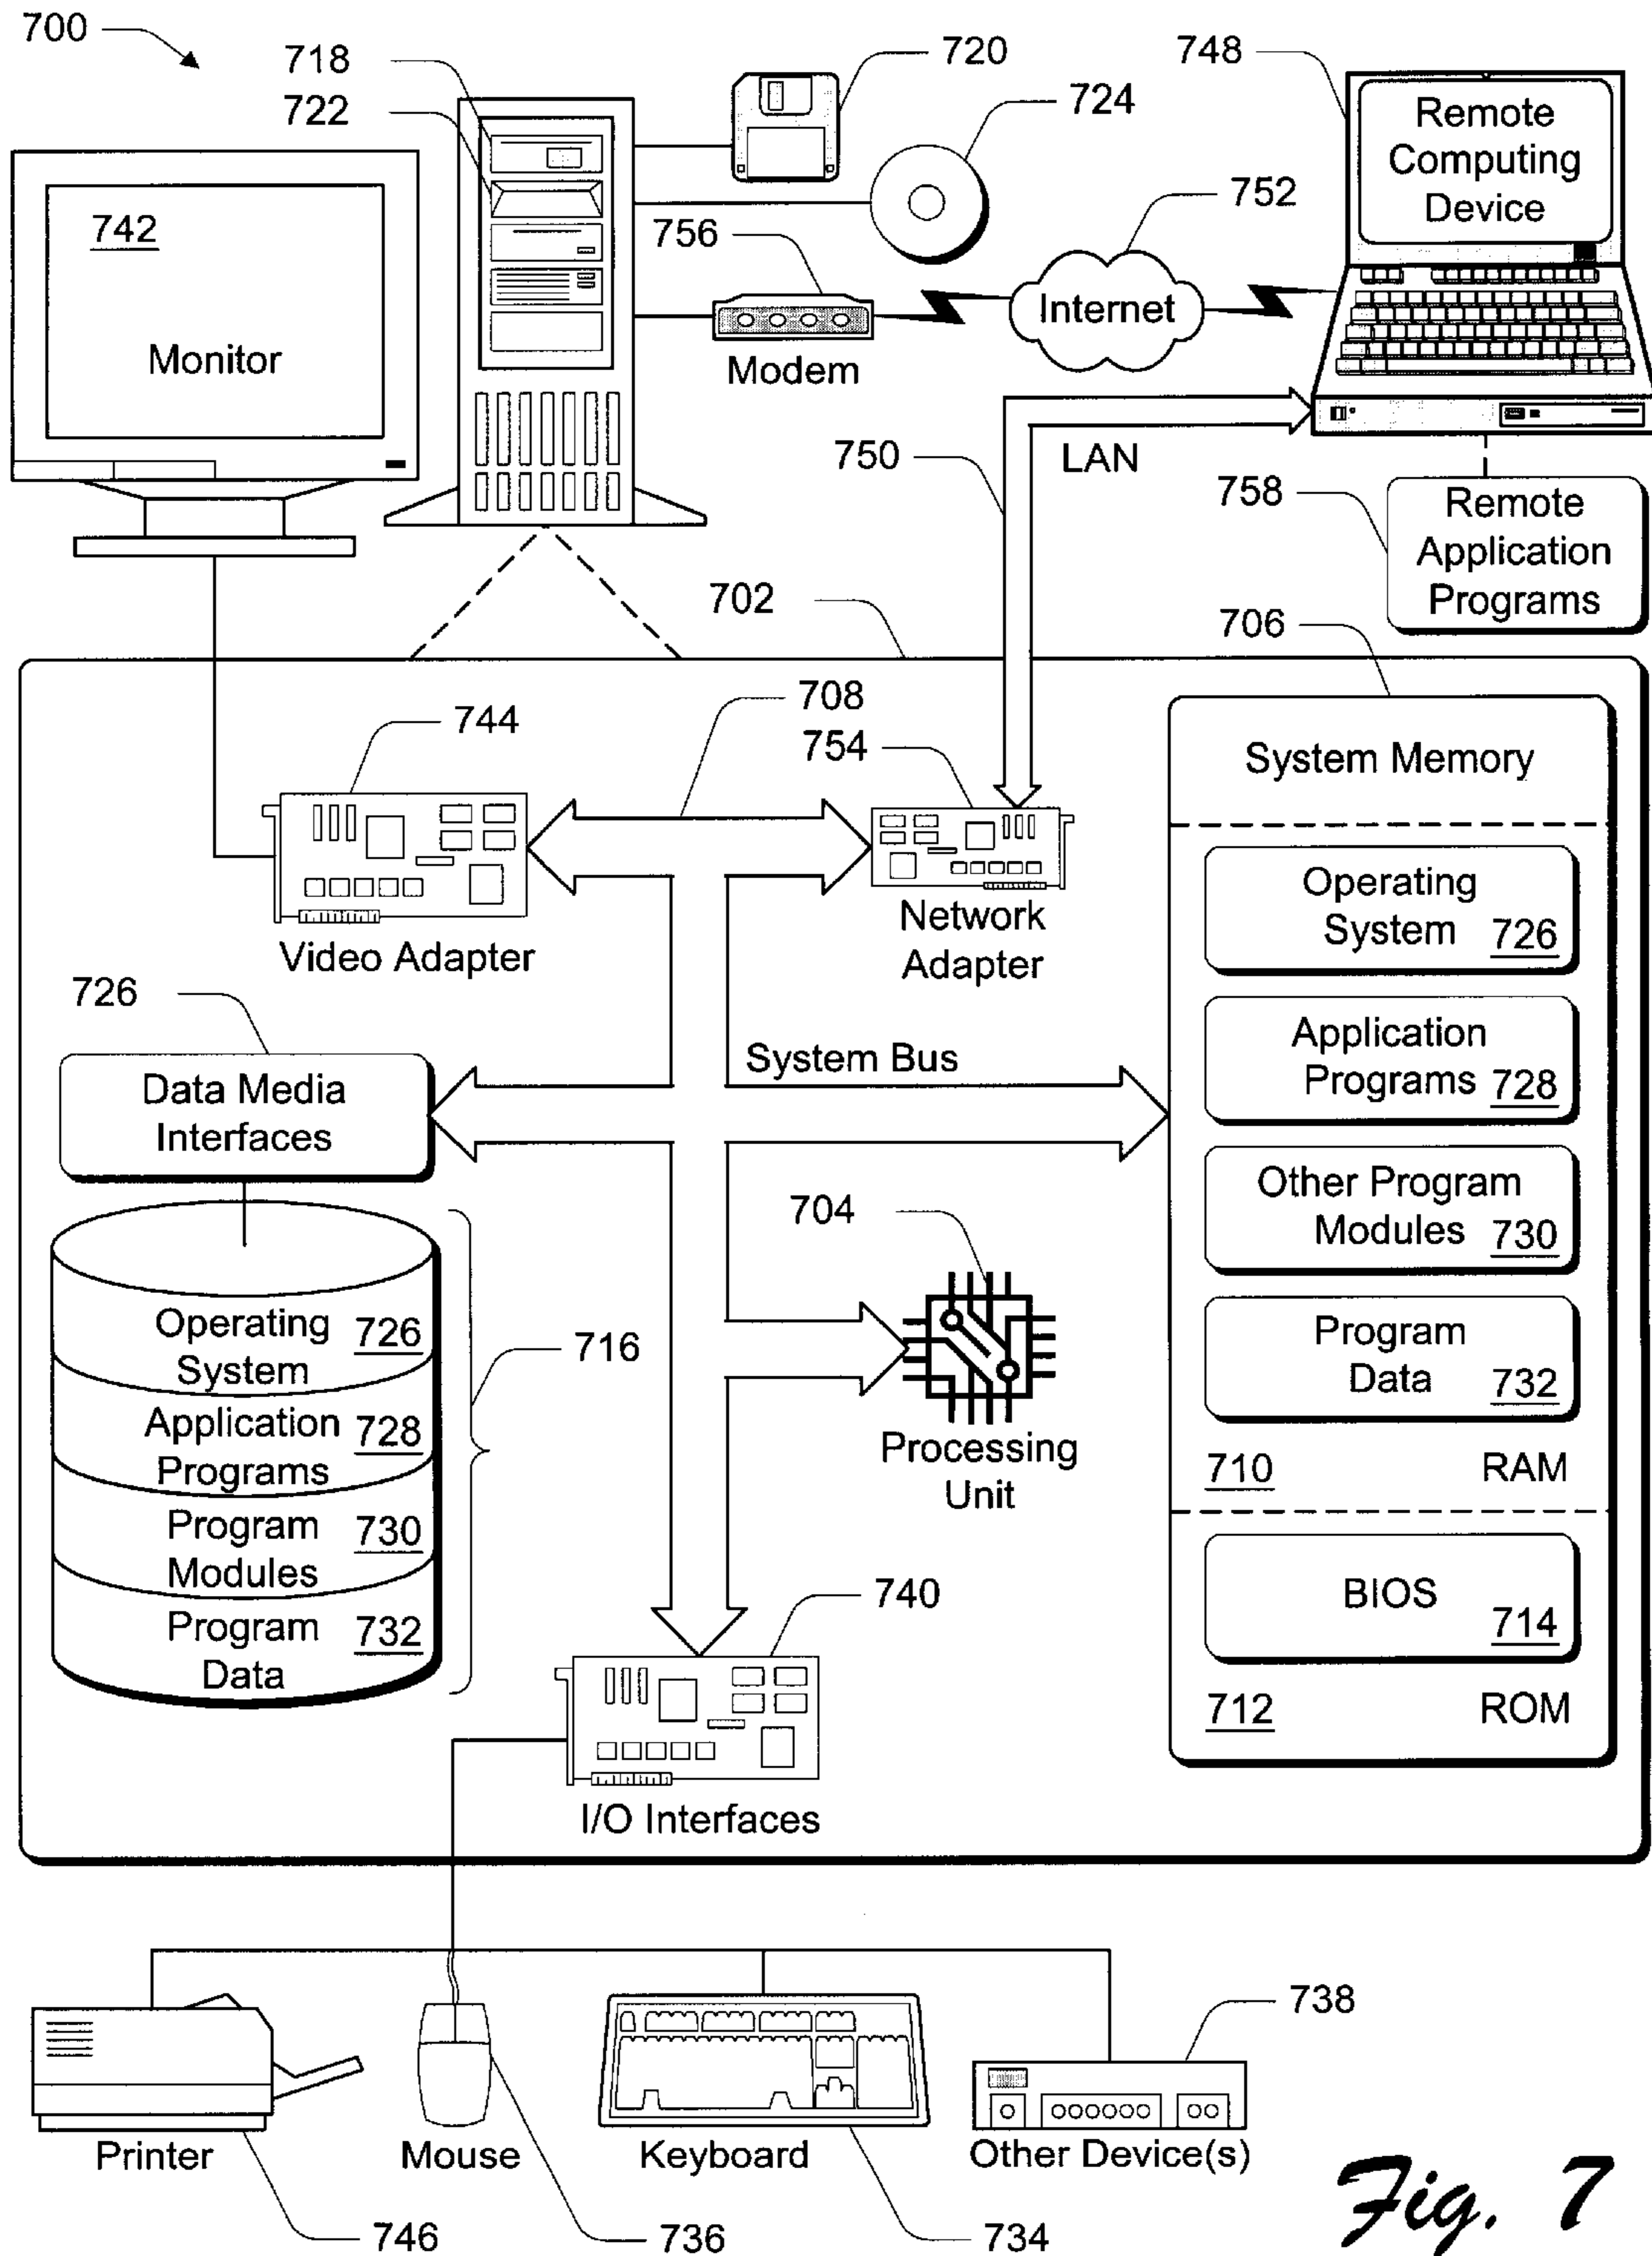 700
718
722
720
724
748
Remote
Computing
Device
742
Monitor
756
Modem
752
Internet
750
LAN
758
Remote
Application
Programs
702
706
708
744
754
Video Adapter
Network
Adapter
System Memory
Operating
System 726
Application
Programs 728
Other Program
Modules 730
Program
Data 732
710 RAM
BIOS
714
712 ROM
726
Data Media
Interfaces
System Bus
Operating 726
System
Application 728
Programs
Program 730
Modules
Program 732
Data
716
704
Processing
Unit
740
I/O Interfaces
Printer
746
Mouse
736
Keyboard
734
738
Other Device(s)
Fig. 7